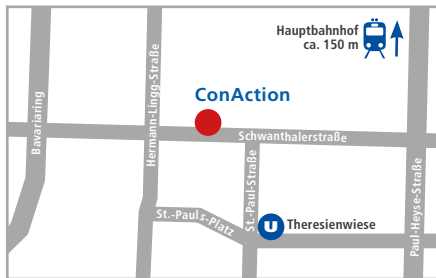 Hauptbahnhof
ca. 150 m
ConAction
Bavariaring
Hermann-Lingg-Straße
Schwanthalerstraße
St.-Paul-Straße
Paul-Heyse-Straße
St.-Pauls-Platz
U
Theresienwiese